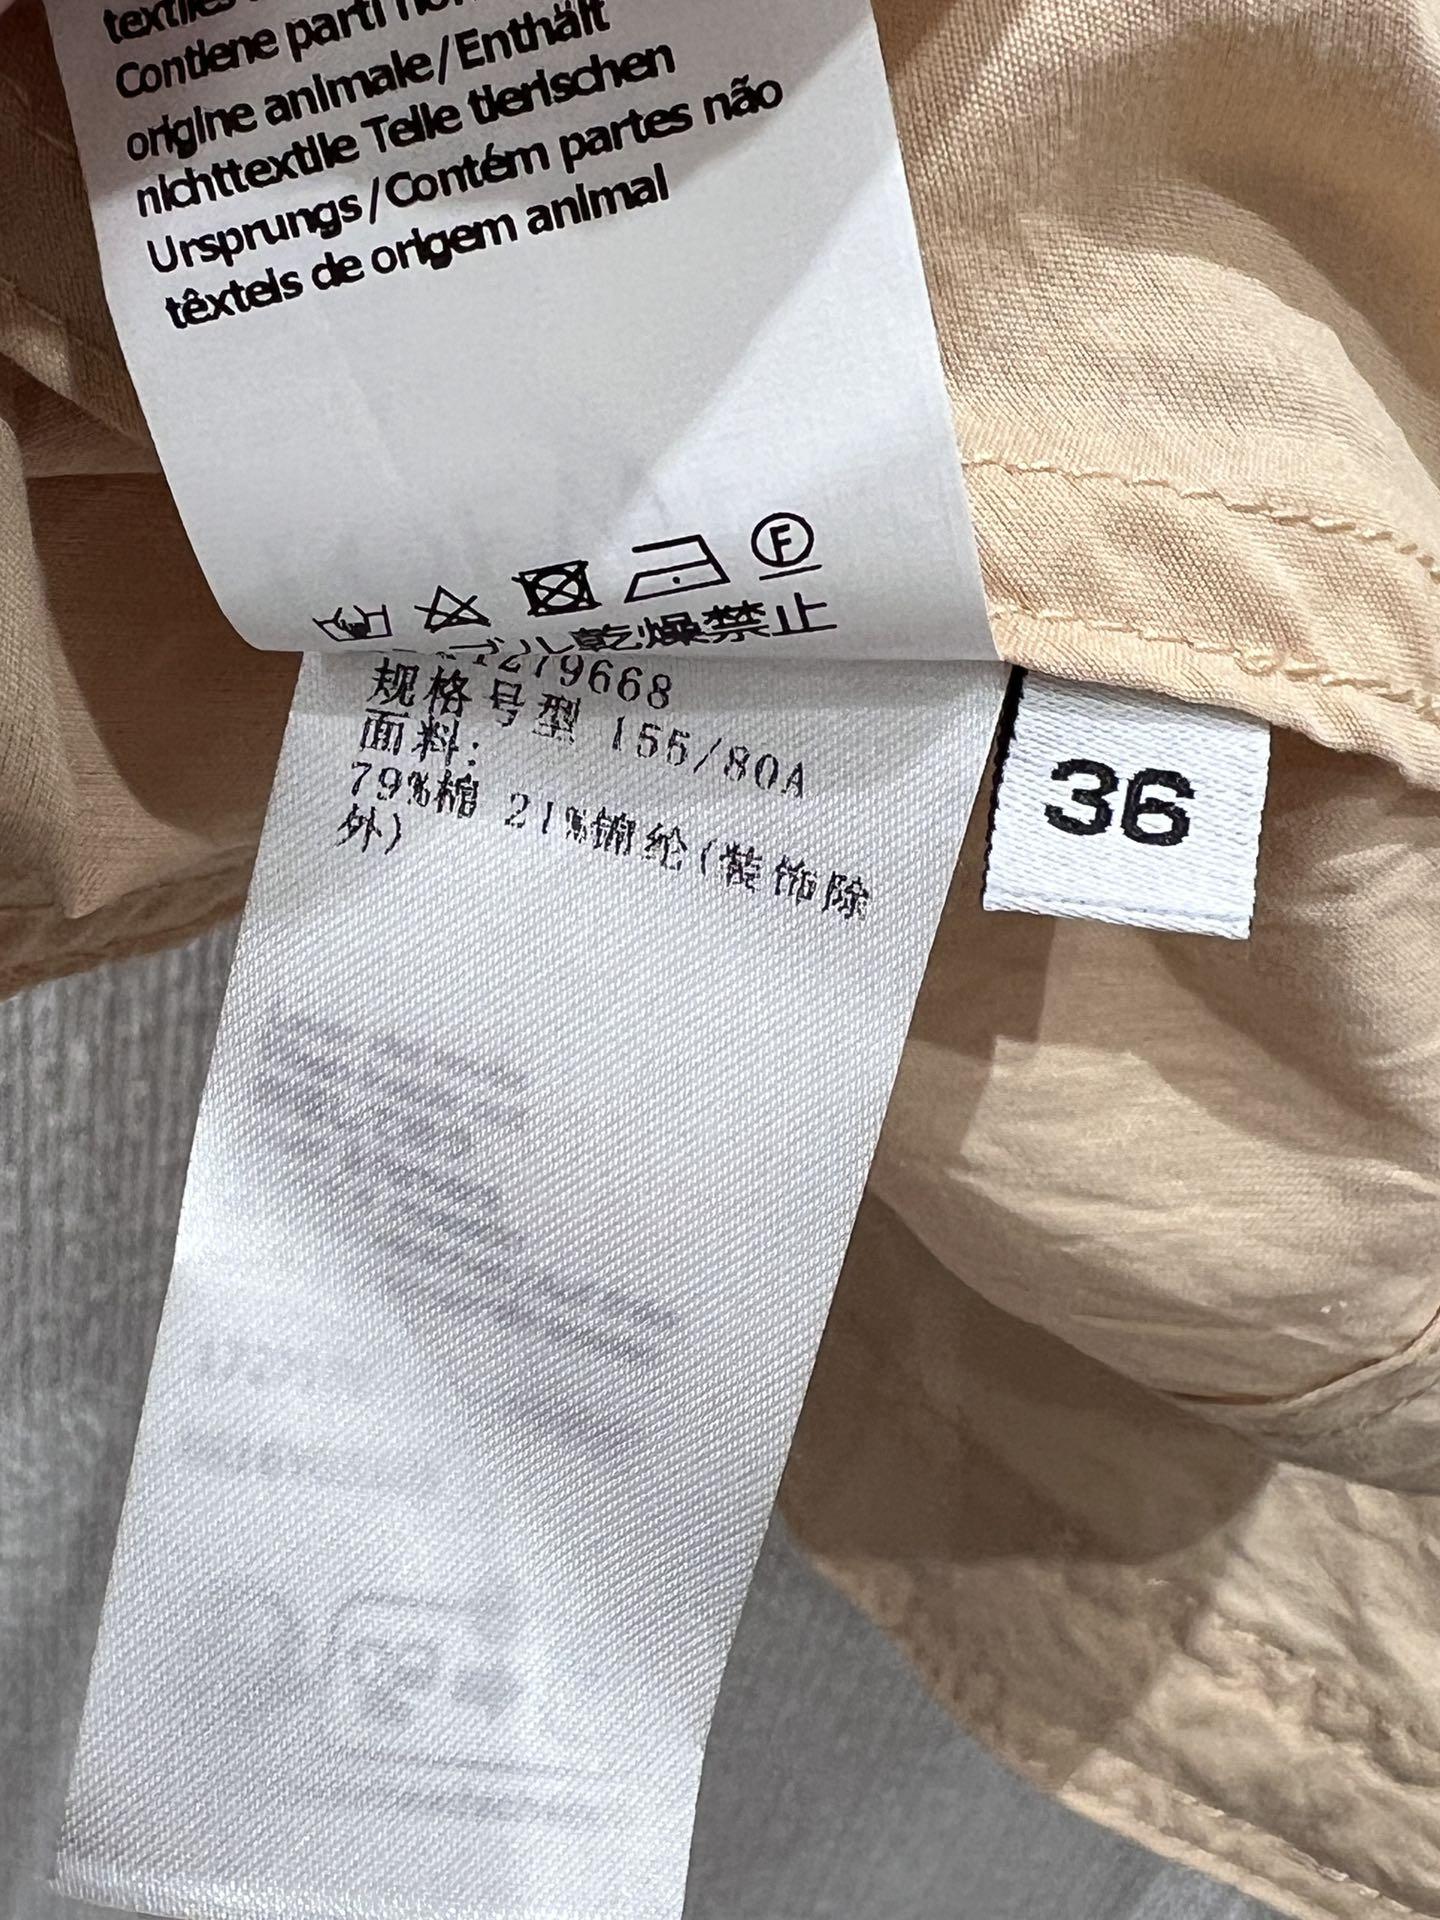 Contiene parti
origine animale/Enthält
nichttextile Teile tierischen
Ursprungs/Contém partes não
têxteis de origem animal
F
乾燥禁止
279668
规格号型 155/80A
面料:
79%棉 21%锦纶(装饰除
外)
36